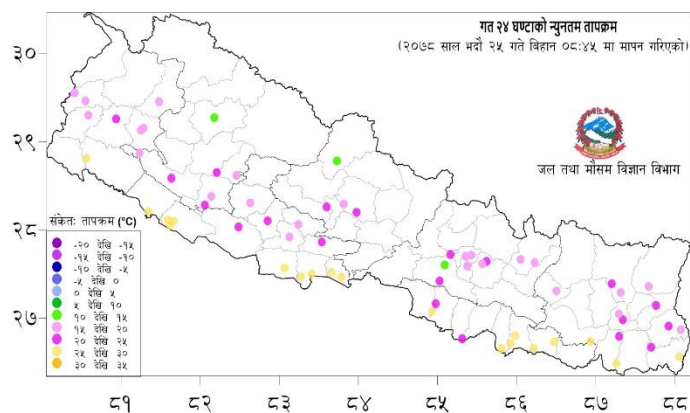 गत २४ घण्टाको न्युनतम तापक्रम
(२०७८ साल भदौ २५ गते बिहान ०८:४५ मा मापन गरिएको)
३०
२९
२८
२७
जल तथा मौसम विज्ञान विभाग
संकेतः तापक्रम (°C)
-२० देखि -१५
-१५ देखि -१०
-१० देखि -५
-५ देखि ०
० देखि ५
५ देखि १०
१० देखि १५
१५ देखि २०
२० देखि २५
२५ देखि ३०
३० देखि ३५
८१ ८२ ८३ ८४ ८५ ८६ ८७ ८८